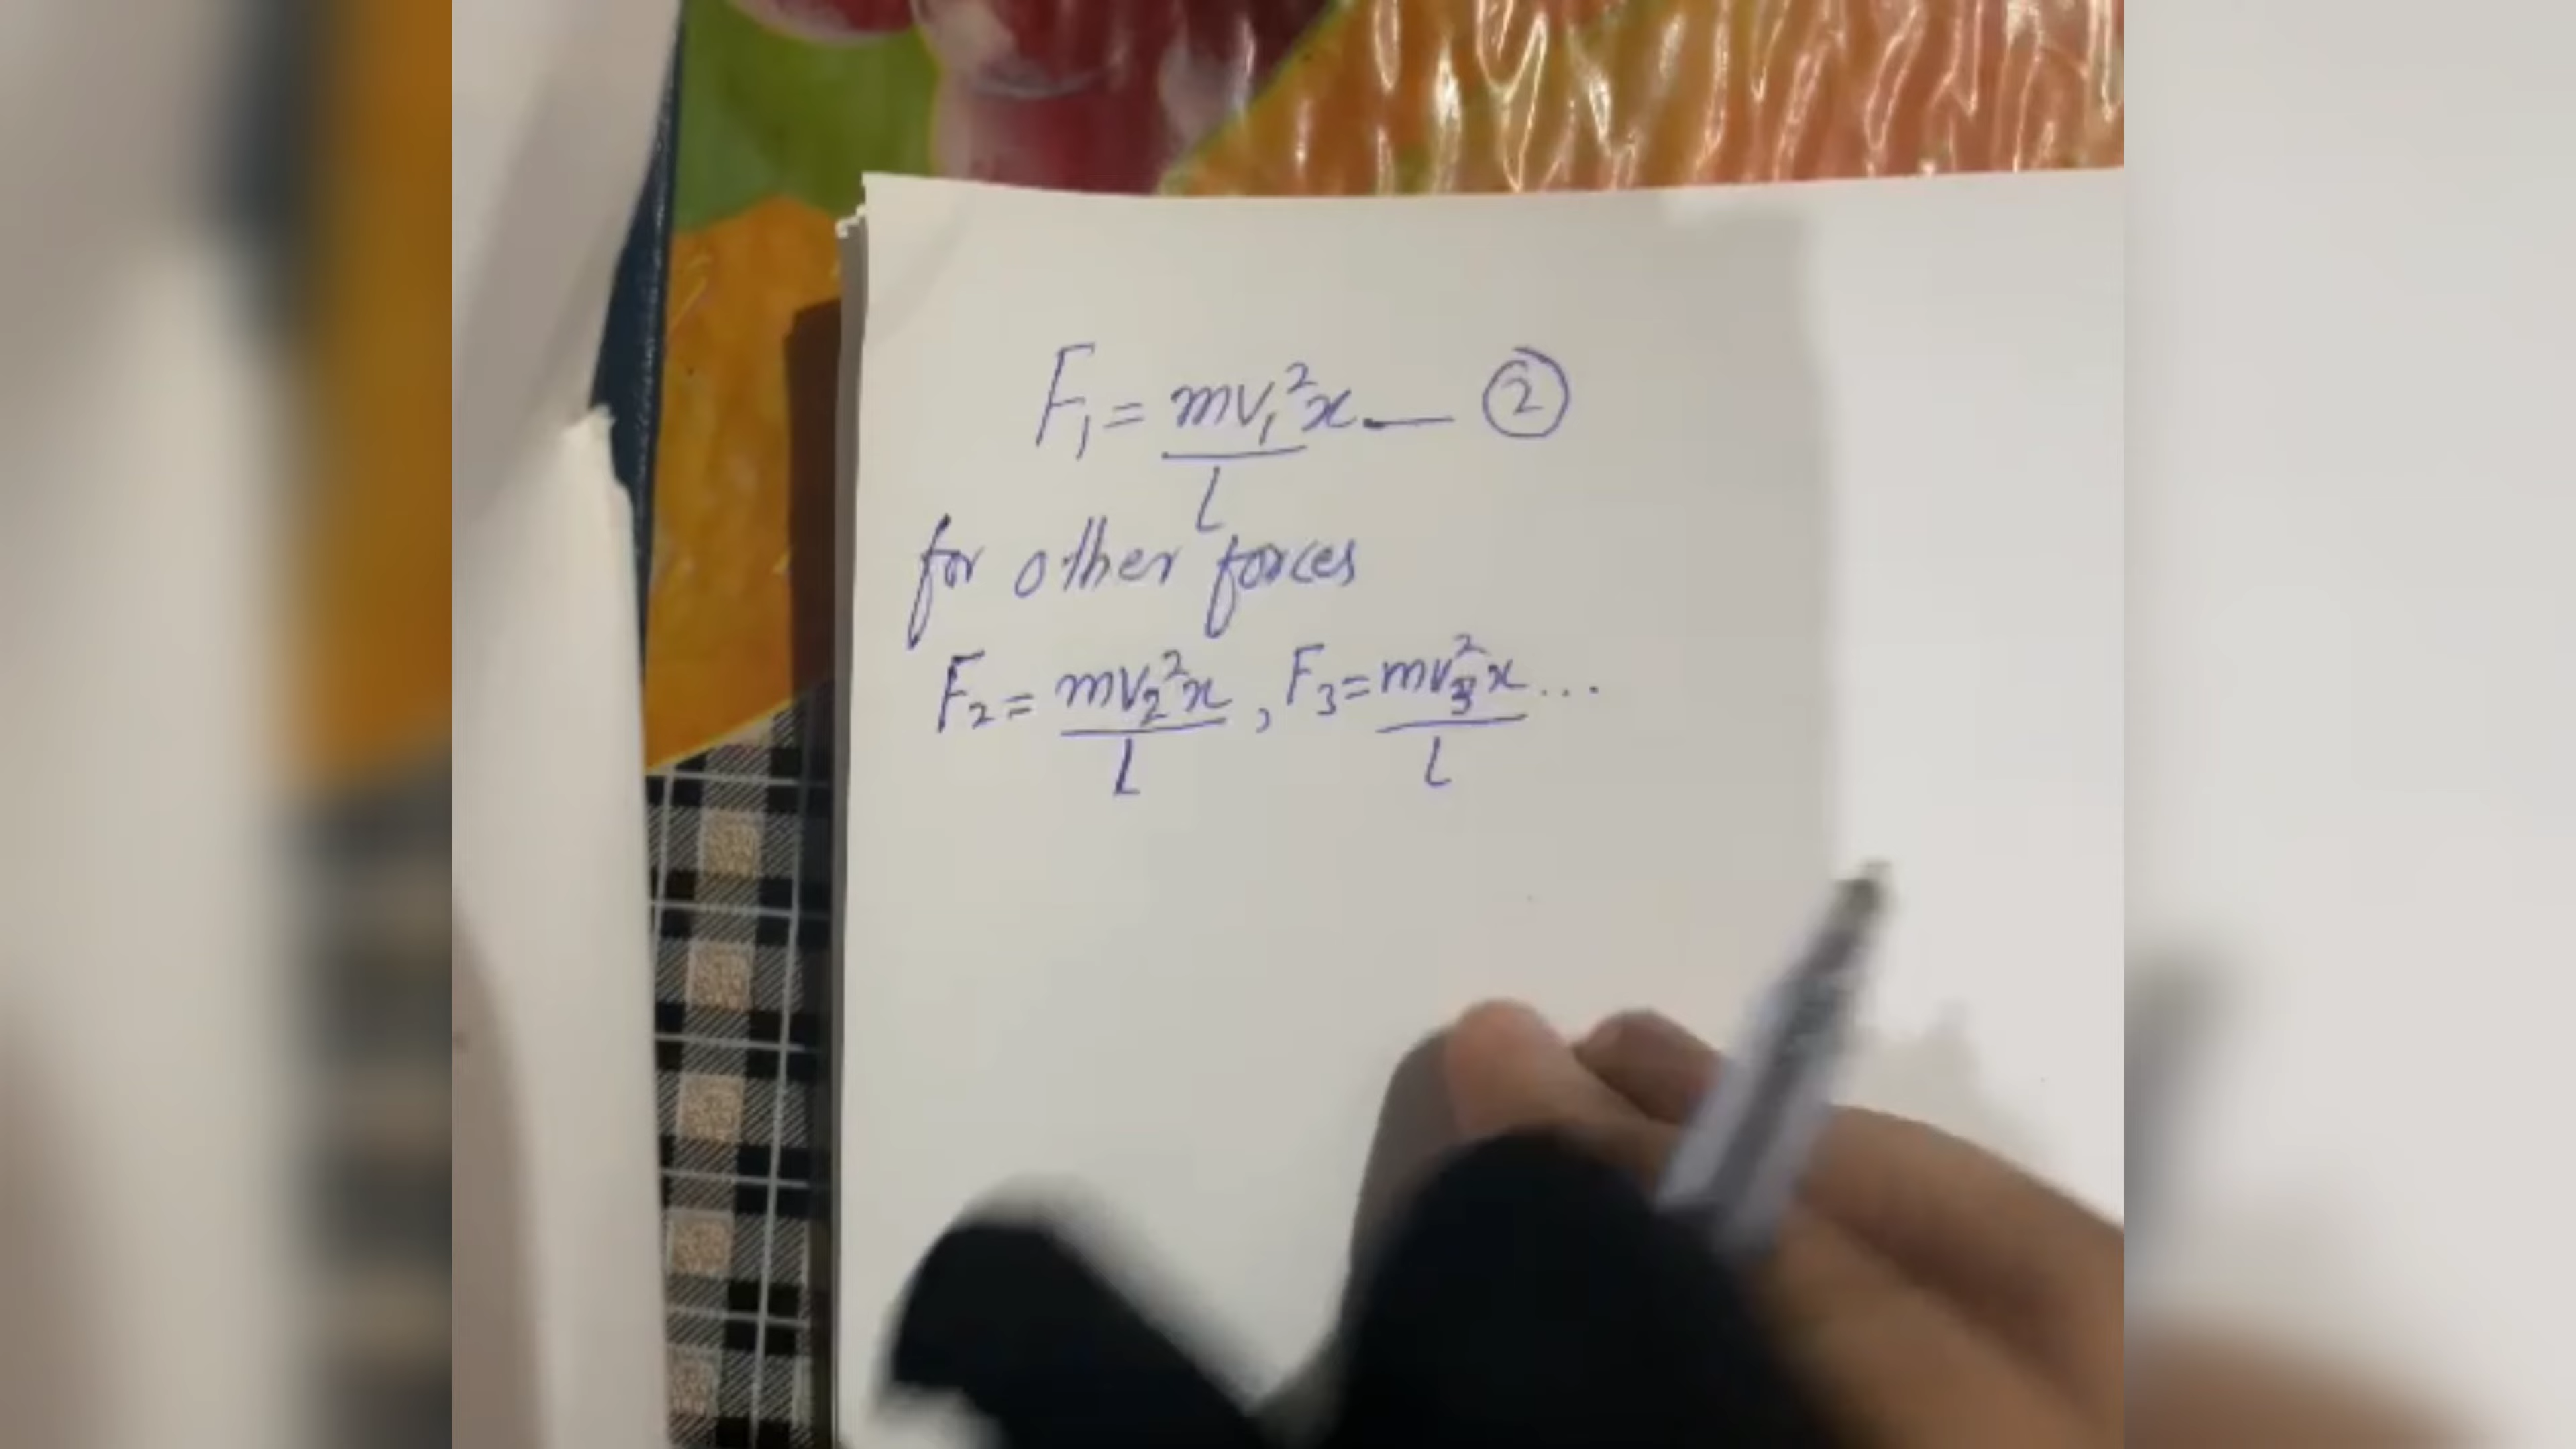 F₁ = mv₁²x/L — ②
for other forces
F₂ = mv₂²x/L , F₃ = mv₃²x/L ...